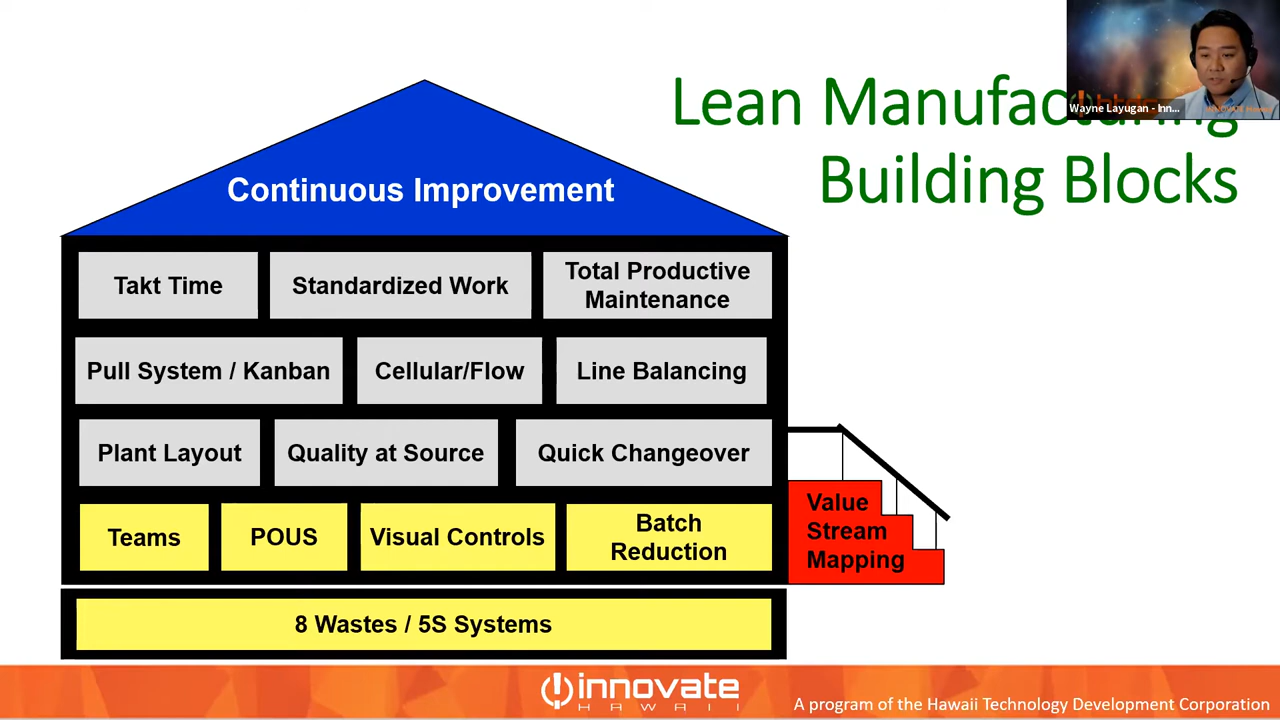 Lean Manufacturing
Building Blocks
Wayne Layugan - Inn...
Continuous Improvement
Takt Time
Standardized Work
Total Productive
Maintenance
Pull System / Kanban
Cellular/Flow
Line Balancing
Plant Layout
Quality at Source
Quick Changeover
Teams
POUS
Visual Controls
Batch
Reduction
Value
Stream
Mapping
8 Wastes / 5S Systems
innovate
HAWAII
A program of the Hawaii Technology Development Corporation